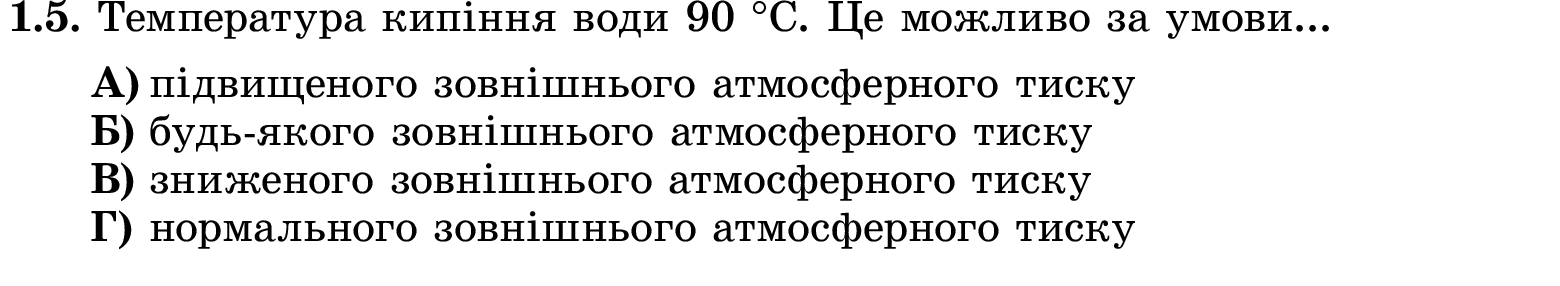 1.5. Температура кипіння води 90 °С. Це можливо за умови...
А) підвищеного зовнішнього атмосферного тиску
Б) будь-якого зовнішнього атмосферного тиску
В) зниженого зовнішнього атмосферного тиску
Г) нормального зовнішнього атмосферного тиску